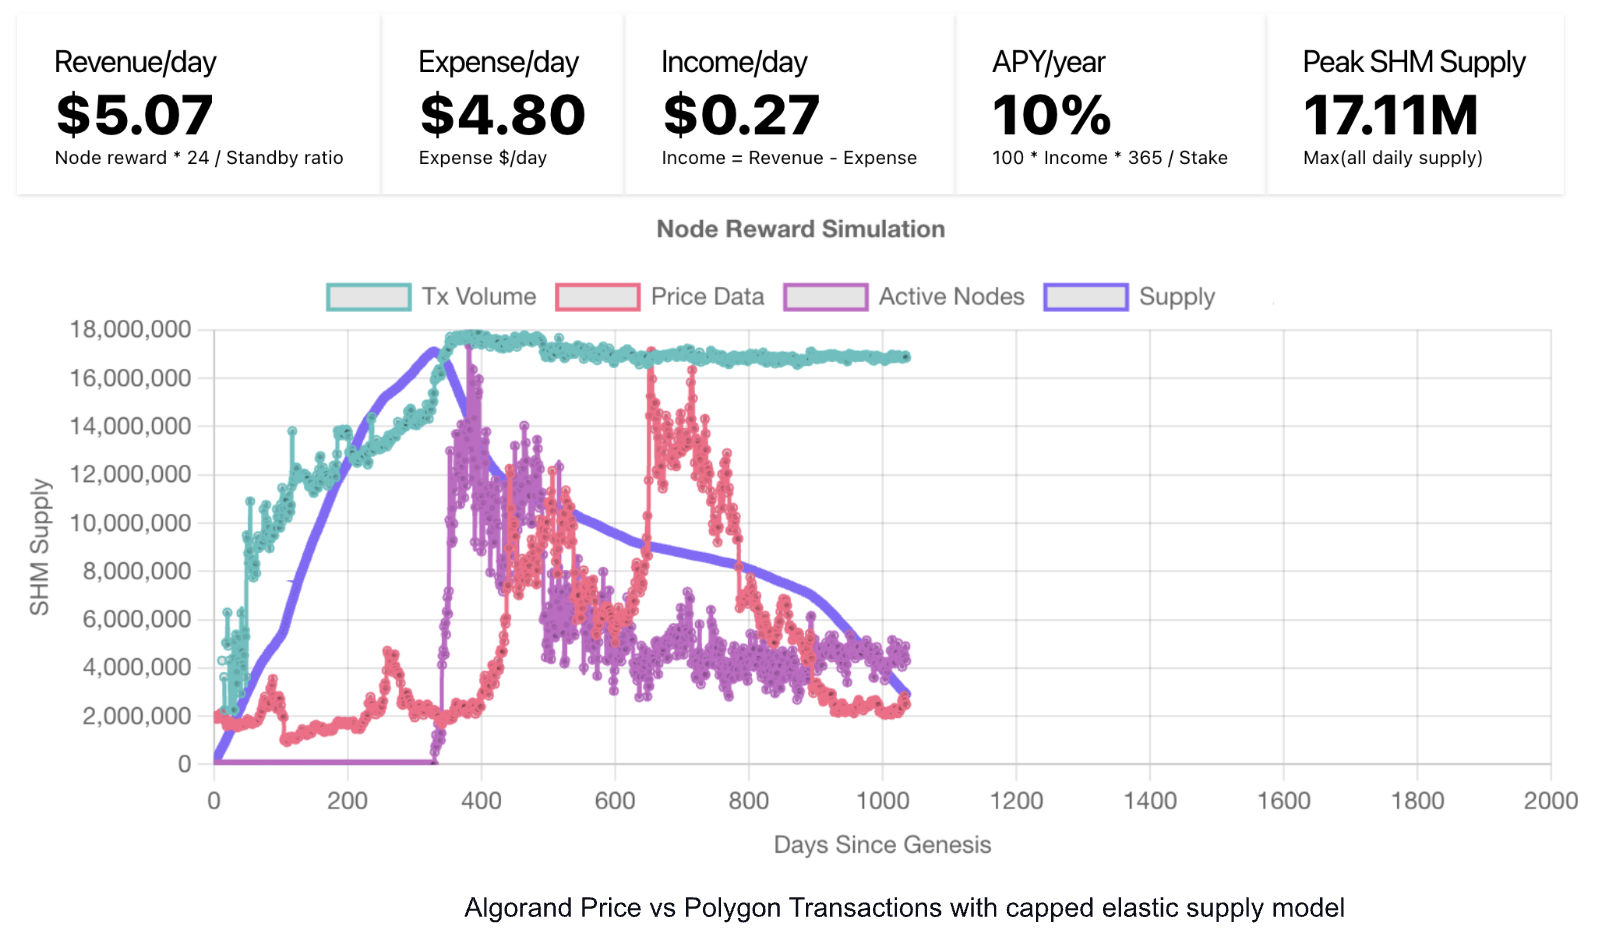 Revenue/day
$5.07
Node reward * 24 / Standby ratio
Expense/day
$4.80
Expense $/day
Income/day
$0.27
Income = Revenue - Expense
APY/year
10%
100 * Income * 365 / Stake
Peak SHM Supply
17.11M
Max(all daily supply)
Node Reward Simulation
Tx Volume
Price Data
Active Nodes
Supply
SHM Supply
18,000,000
16,000,000
14,000,000
12,000,000
10,000,000
8,000,000
6,000,000
4,000,000
2,000,000
0
0 200 400 600 800 1000 1200 1400 1600 1800 2000
Days Since Genesis
Algorand Price vs Polygon Transactions with capped elastic supply model